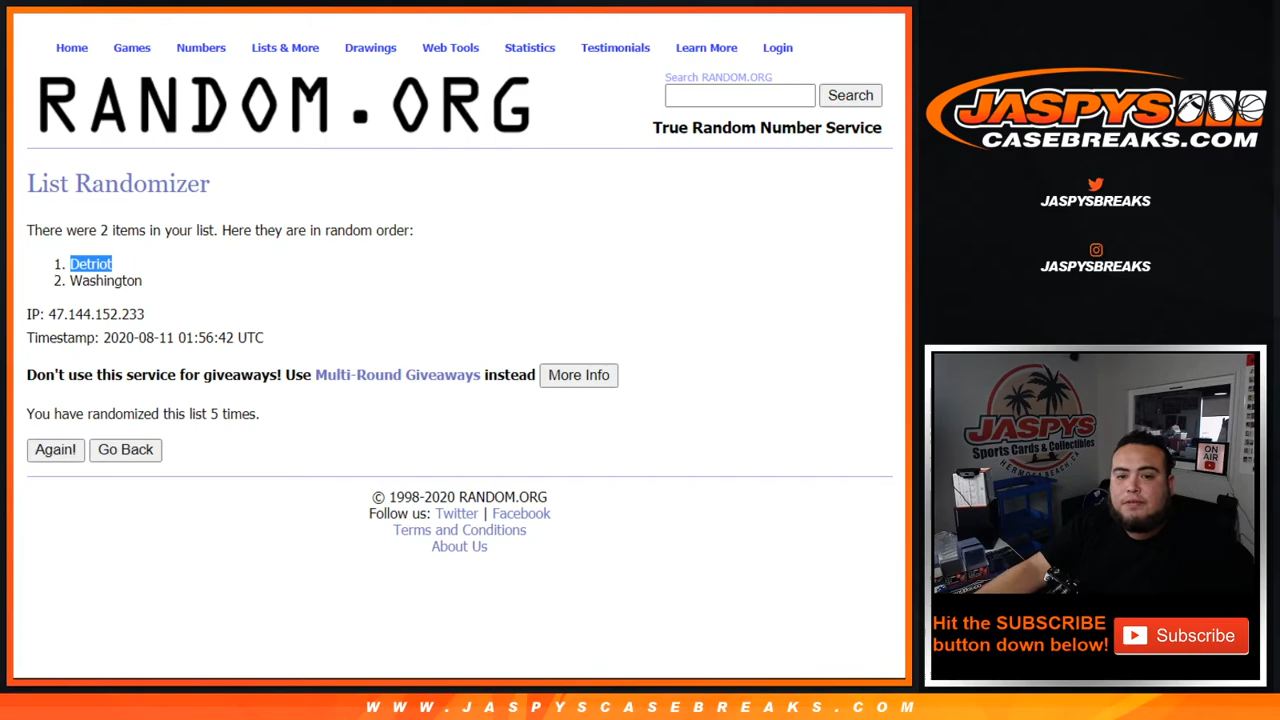 Home Games Numbers Lists & More Drawings Web Tools Statistics Testimonials Learn More Login
RANDOM.ORG
Search RANDOM.ORG
Search
True Random Number Service
List Randomizer
There were 2 items in your list. Here they are in random order:
1. Detriot
2. Washington
IP: 47.144.152.233
Timestamp: 2020-08-11 01:56:42 UTC
Don't use this service for giveaways! Use Multi-Round Giveaways instead More Info
You have randomized this list 5 times.
Again! Go Back
© 1998-2020 RANDOM.ORG
Follow us: Twitter | Facebook
Terms and Conditions
About Us
JASPYS
CASEBREAKS.COM
JASPYSBREAKS
JASPYSBREAKS
JASPYS
Sports Cards & Collectibles
HERMOSA BEACH, CA
ON
AIR
Hit the SUBSCRIBE
button down below!
Subscribe
WWW.JASPYSCASEBREAKS.COM